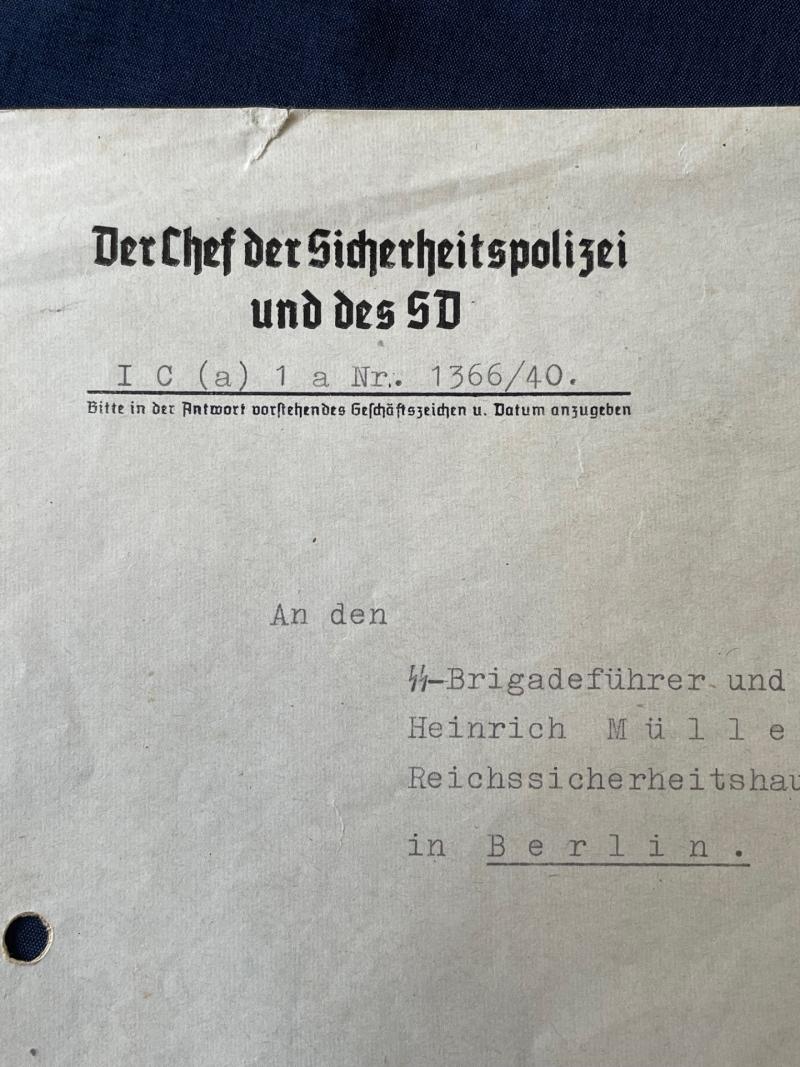 Der Chef der Sicherheitspolizei
und des SD
I C (a) 1 a Nr. 1366/40.
Bitte in der Antwort vorstehendes Geschäftszeichen u. Datum anzugeben
An den
SS-Brigadeführer und
Heinrich M ü l l e
Reichssicherheitshau
in B e r l i n .